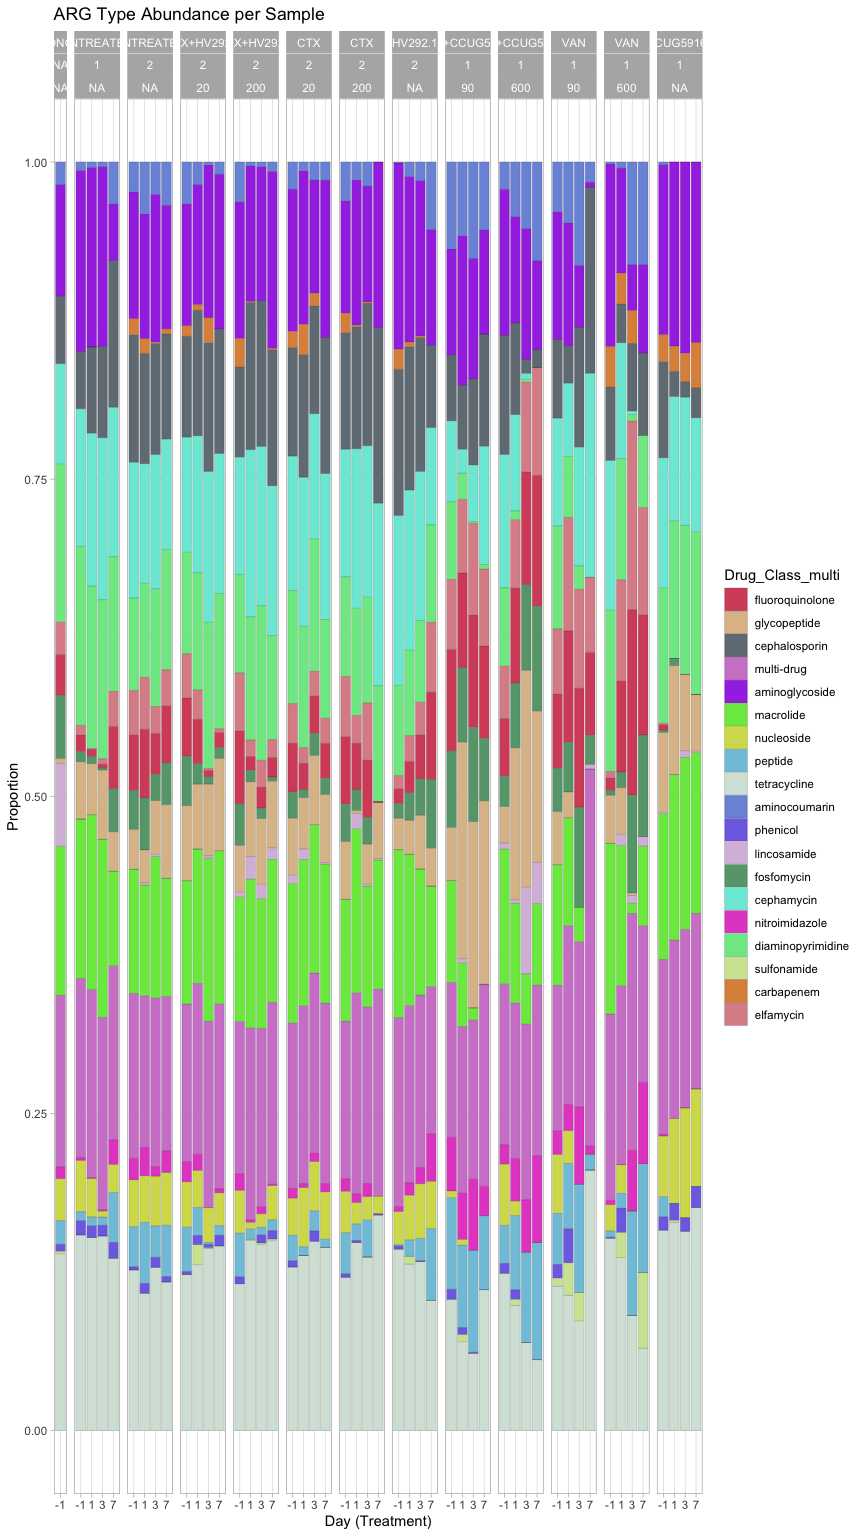 ARG Type Abundance per Sample
NTREATE NTREATE X+HV29 X+HV29 CTX CTX HV292.1 +CCUG5 +CCUG5 VAN VAN CUG5916
NA 1 2 2 2 2 2 2 1 1 1 1 1
NA NA NA 20 200 20 200 NA 90 600 90 600 NA
1.00
0.75
0.50
0.25
0.00
Proportion
-1 -1 1 3 7 -1 1 3 7 -1 1 3 7 -1 1 3 7 -1 1 3 7 -1 1 3 7 -1 1 3 7 -1 1 3 7 -1 1 3 7 -1 1 3 7 -1 1 3 7 -1 1 3 7
Day (Treatment)
Drug_Class_multi
fluoroquinolone
glycopeptide
cephalosporin
multi-drug
aminoglycoside
macrolide
nucleoside
peptide
tetracycline
aminocoumarin
phenicol
lincosamide
fosfomycin
cephamycin
nitroimidazole
diaminopyrimidine
sulfonamide
carbapenem
elfamycin